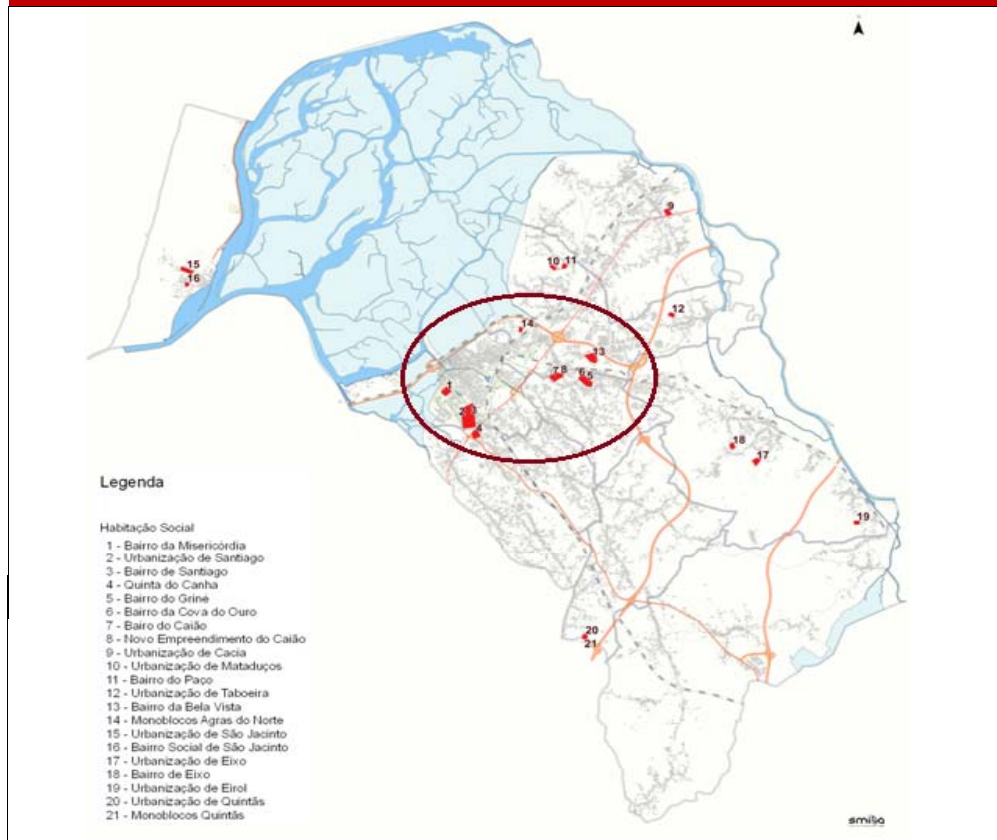 9
10 11
15
16
12
14
13
7 8
6 5
1
2
4
18
17
19
20
21
Legenda
Habitação Social
1 - Bairro da Misericórdia
2 - Urbanização de Santiago
3 - Bairro de Santiago
4 - Quinta do Canha
5 - Bairro do Griné
6 - Bairro da Cova do Ouro
7 - Bairo do Caião
8 - Novo Empreendimento do Caião
9 - Urbanização de Cacia
10 - Urbanização de Mataduços
11 - Bairro do Paço
12 - Urbanização de Taboeira
13 - Bairro da Bela Vista
14 - Monoblocos Agras do Norte
15 - Urbanização de São Jacinto
16 - Bairro Social de São Jacinto
17 - Urbanização de Eixo
18 - Bairro de Eixo
19 - Urbanização de Eirol
20 - Urbanização de Quintãs
21 - Monoblocos Quintãs